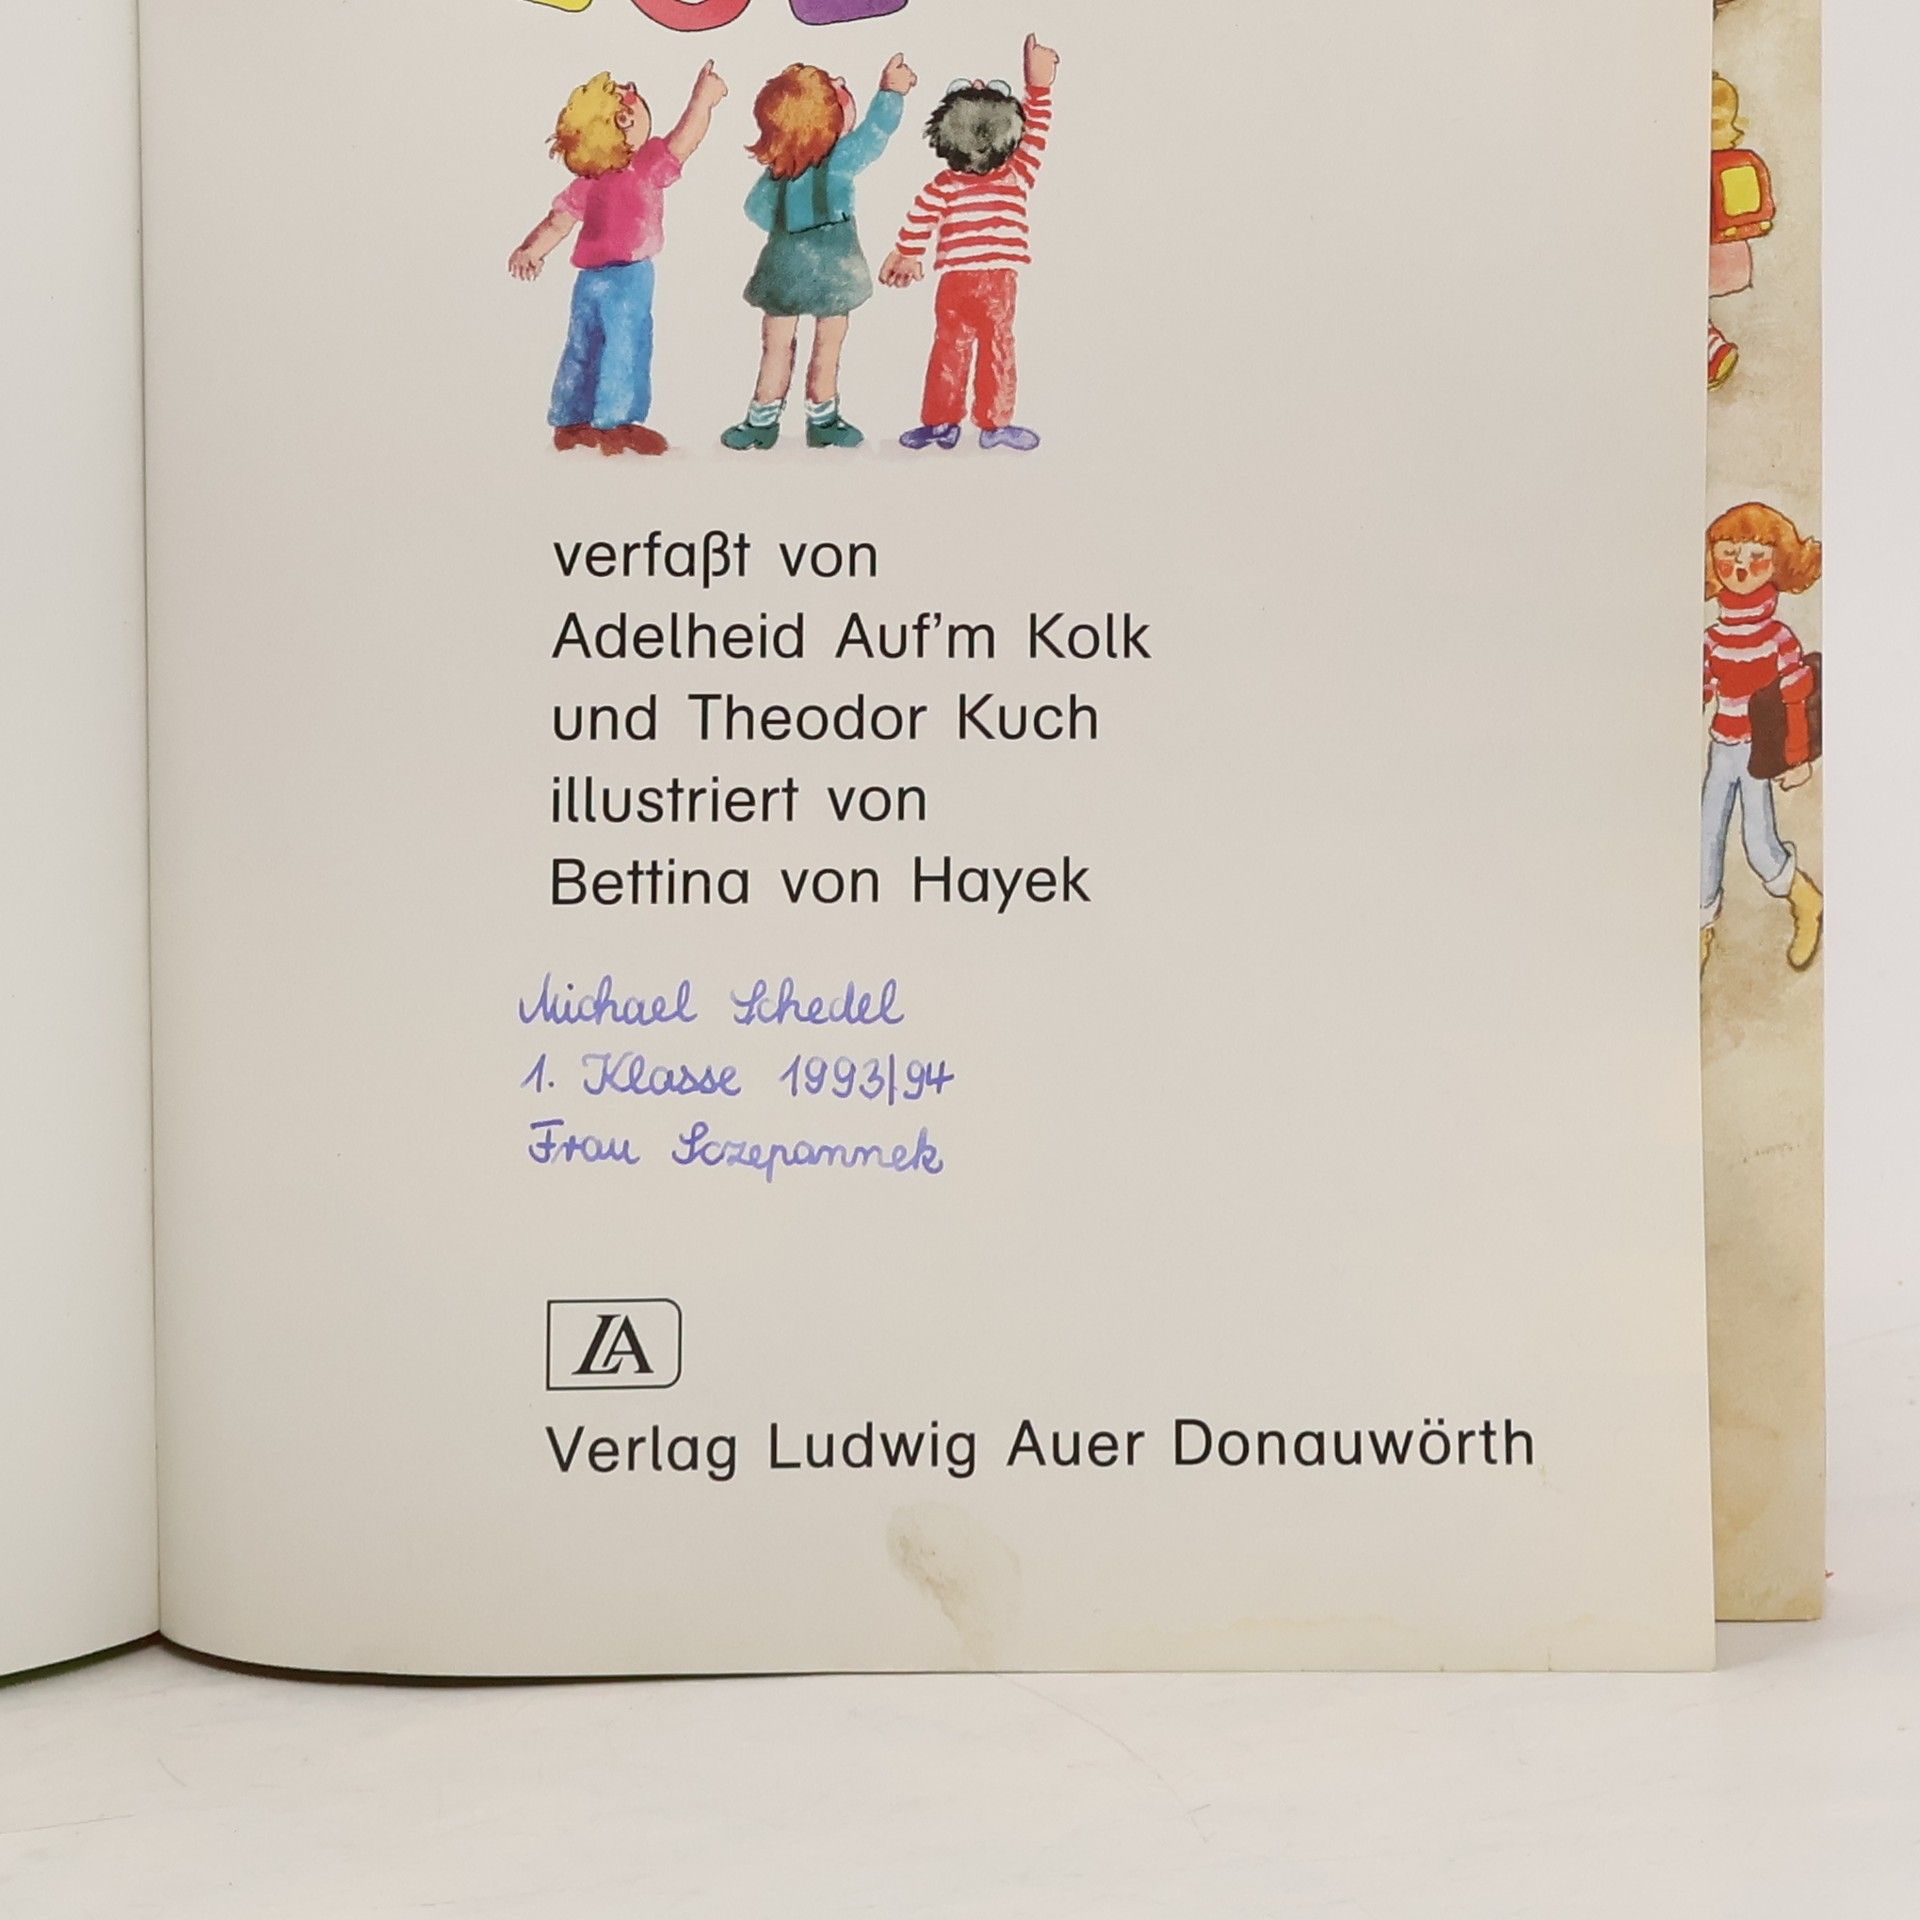 verfaßt von
Adelheid Auf'm Kolk
und Theodor Kuch
illustriert von
Bettina von Hayek
Michael Schedel
1. Klasse 1993/94
Frau Sczepannek
LA
Verlag Ludwig Auer Donauwörth